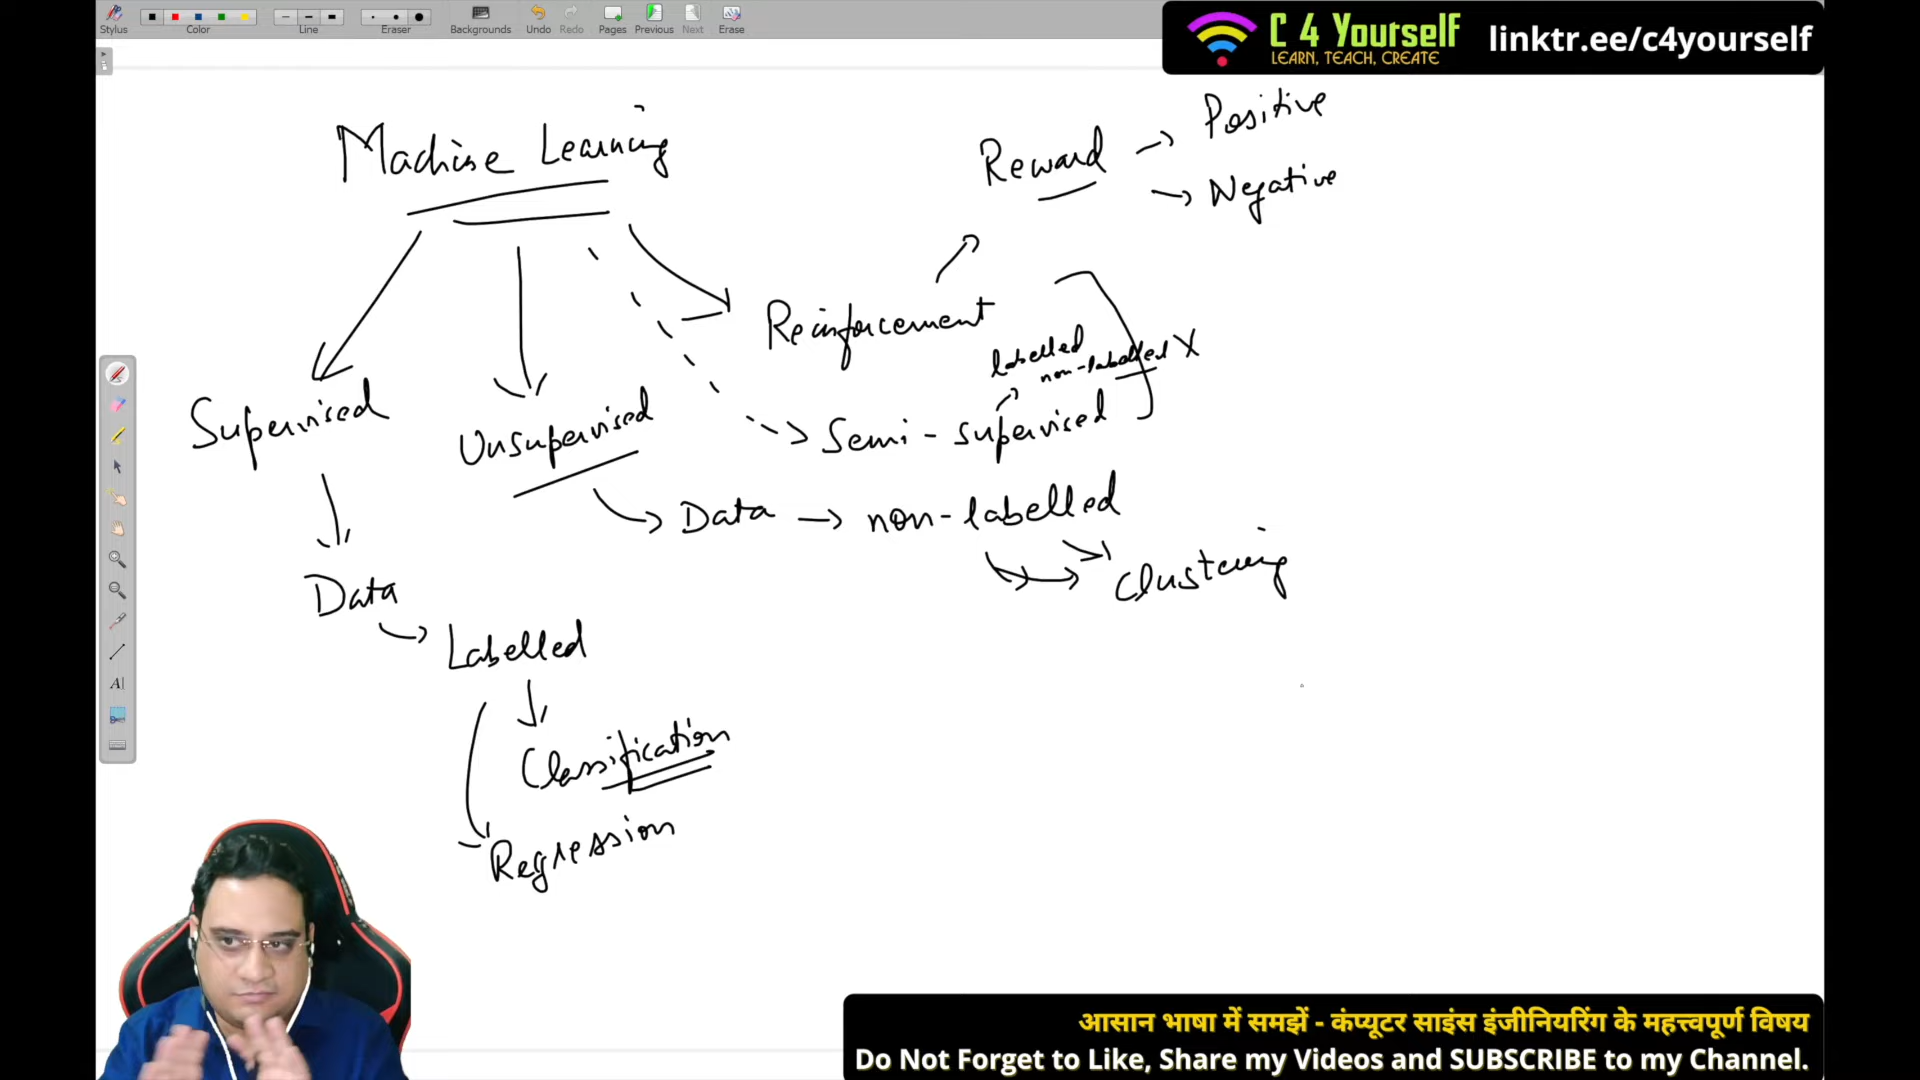 Stylus
Color
Line
Eraser
Backgrounds
Undo
Redo
Pages
Previous
Next
Erase
C 4 Yourself
LEARN, TEACH, CREATE
linktr.ee/c4yourself
Machine Learning
Reward
Positive
Negative
Reinforcement
labelled
non-labelled X
Supervised
Unsupervised
Semi - supervised
Data
non-labelled
Clustering
Data
Labelled
Classification
Regression
A
आसान भाषा में समझें - कंप्यूटर साइंस इंजीनियरिंग के महत्त्वपूर्ण विषय
Do Not Forget to Like, Share my Videos and SUBSCRIBE to my Channel.